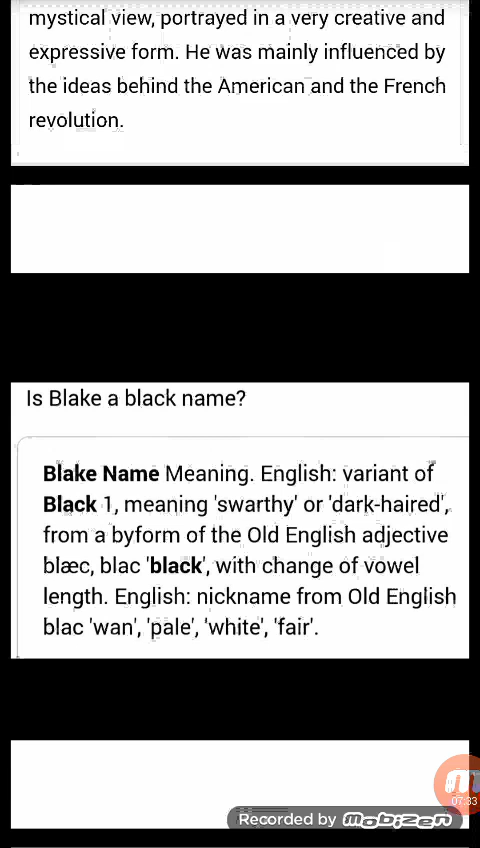 mystical view, portrayed in a very creative and
expressive form. He was mainly influenced by
the ideas behind the American and the French
revolution.
Is Blake a black name?
Blake Name Meaning. English: variant of
Black 1, meaning 'swarthy' or 'dark-haired',
from a byform of the Old English adjective
blæc, blac 'black', with change of vowel
length. English: nickname from Old English
blac 'wan', 'pale', 'white', 'fair'.
07:33
Recorded by Mobizen